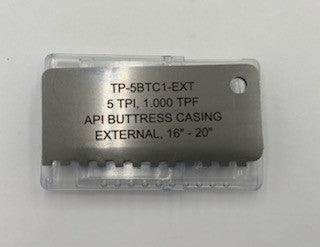 TP-5BTC1-EXT
5 TPI, 1.000 TPF
API BUTTRESS CASING
EXTERNAL, 16" - 20"